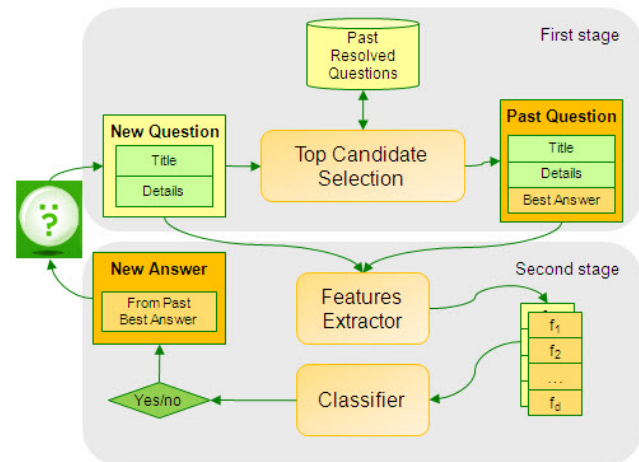 First stage
Past
Resolved
Questions
New Question
Title
Details
Top Candidate
Selection
Past Question
Title
Details
Best Answer
?
Second stage
New Answer
From Past
Best Answer
Features
Extractor
f1
f2
...
fd
Classifier
Yes/no